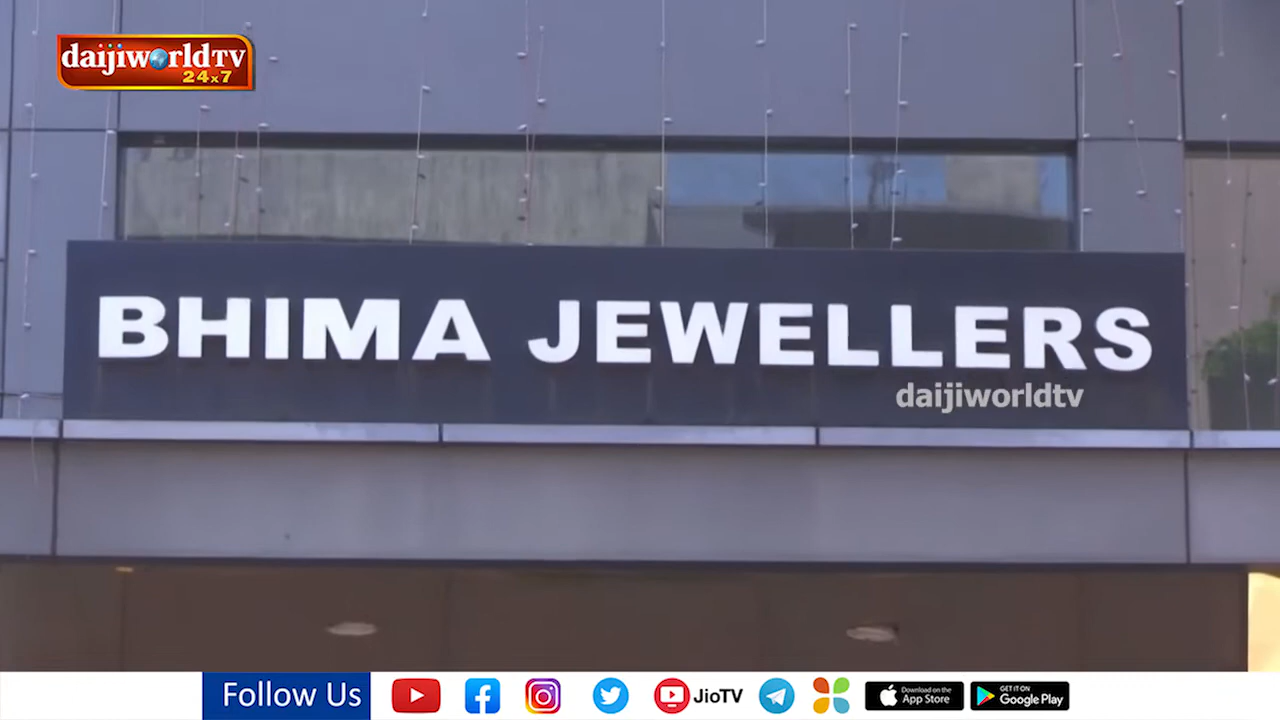 daijiworldTV
24x7
BHIMA JEWELLERS
daijiworldtv
Follow Us
JioTV
Download on the
App Store
GET IT ON
Google Play